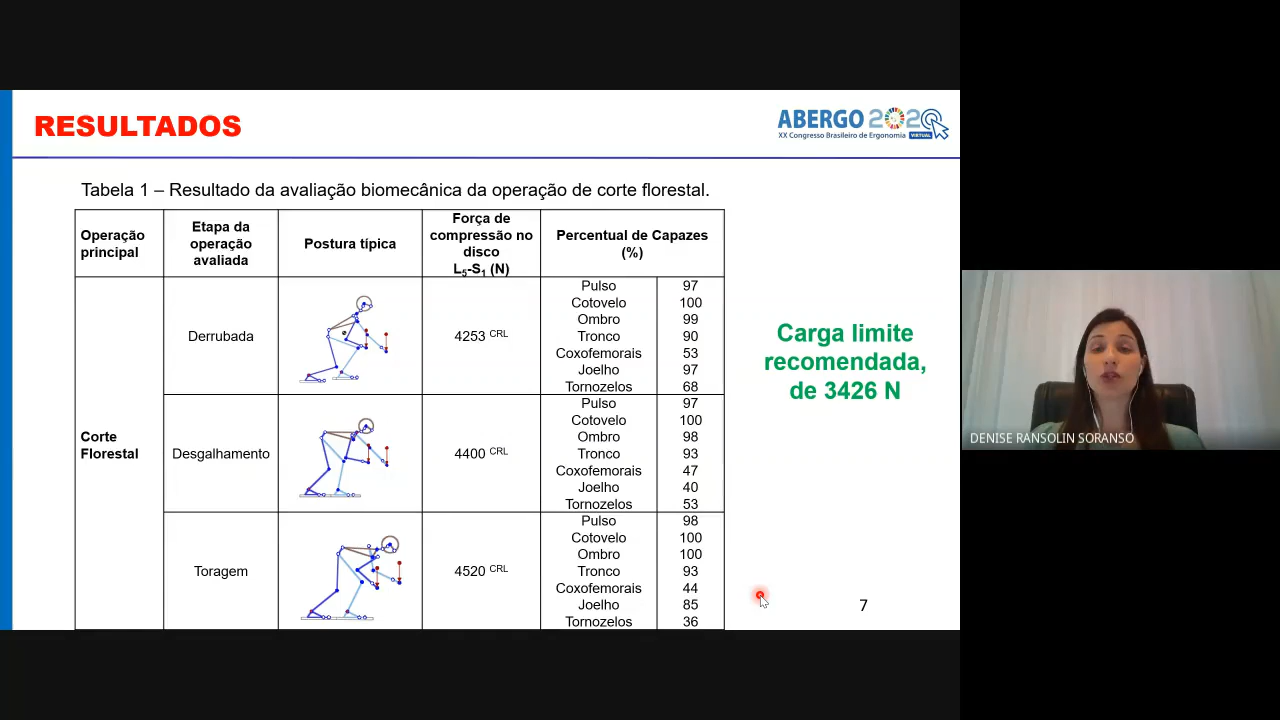 RESULTADOS
ABERGO 2020
XX Congresso Brasileiro de Ergonomia VIRTUAL
Tabela 1 – Resultado da avaliação biomecânica da operação de corte florestal.
Operação principal
Etapa da operação avaliada
Postura típica
Força de compressão no disco L5-S1 (N)
Percentual de Capazes (%)
Corte Florestal
Derrubada
4253 CRL
Pulso 97
Cotovelo 100
Ombro 99
Tronco 90
Coxofemorais 53
Joelho 97
Tornozelos 68
Desgalhamento
4400 CRL
Pulso 97
Cotovelo 100
Ombro 98
Tronco 93
Coxofemorais 47
Joelho 40
Tornozelos 53
Toragem
4520 CRL
Pulso 98
Cotovelo 100
Ombro 100
Tronco 93
Coxofemorais 44
Joelho 85
Tornozelos 36
Carga limite
recomendada,
de 3426 N
7
DENISE RANSOLIN SORANSO